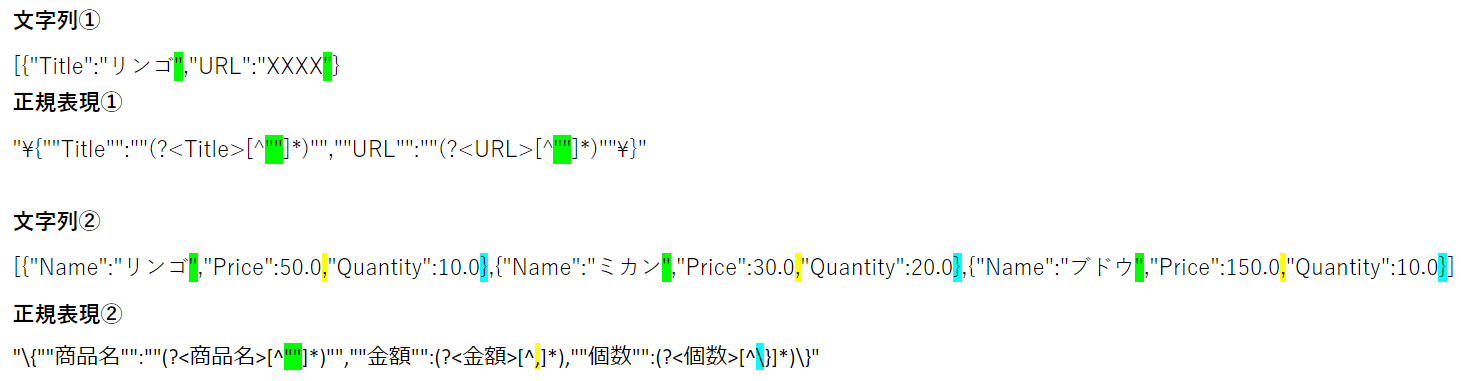 文字列①
[{"Title":"リンゴ","URL":"XXXX"}
正規表現①
"¥{""Title"":""(?<Title>[^""]*)"",""URL"":""(?<URL>[^""]*)""¥}"
文字列②
[{"Name":"リンゴ","Price":50.0,"Quantity":10.0},{"Name":"ミカン","Price":30.0,"Quantity":20.0},{"Name":"ブドウ","Price":150.0,"Quantity":10.0}]
正規表現②
"\{""商品名"":""(?<商品名>[^""]*)"",""金額"":(?<金額>[^,]*),""個数"":(?<個数>[^\}]*)\}"